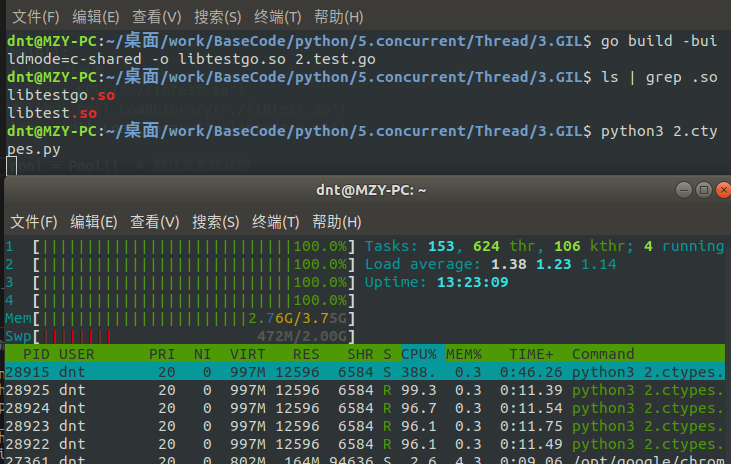 文件(F) 编辑(E) 查看(V) 搜索(S) 终端(T) 帮助(H)
dnt@MZY-PC:~/桌面/work/BaseCode/python/5.concurrent/Thread/3.GIL$ go build -bui
ldmode=c-shared -o libtestgo.so 2.test.go
dnt@MZY-PC:~/桌面/work/BaseCode/python/5.concurrent/Thread/3.GIL$ ls | grep .so
libtestgo.so
libtest.so
dnt@MZY-PC:~/桌面/work/BaseCode/python/5.concurrent/Thread/3.GIL$ python3 2.cty
pes.py
dnt@MZY-PC: ~
文件(F) 编辑(E) 查看(V) 搜索(S) 终端(T) 帮助(H)
1 [||||||||||||||||||||||||||||100.0%] Tasks: 153, 624 thr, 106 kthr; 4 running
2 [||||||||||||||||||||||||||||100.0%] Load average: 1.38 1.23 1.14
3 [||||||||||||||||||||||||||||100.0%] Uptime: 13:23:09
4 [||||||||||||||||||||||||||||100.0%]
Mem[|||||||||||||||||||||||2.76G/3.75G]
Swp[|||||||| 472M/2.00G]
PID USER PRI NI VIRT RES SHR S CPU% MEM% TIME+ Command
28915 dnt 20 0 997M 12596 6584 S 388. 0.3 0:46.26 python3 2.ctypes.
28925 dnt 20 0 997M 12596 6584 R 99.3 0.3 0:11.39 python3 2.ctypes.
28924 dnt 20 0 997M 12596 6584 R 96.7 0.3 0:11.54 python3 2.ctypes.
28923 dnt 20 0 997M 12596 6584 R 96.1 0.3 0:11.75 python3 2.ctypes.
28922 dnt 20 0 997M 12596 6584 R 96.1 0.3 0:11.49 python3 2.ctypes.
27361 dnt 20 0 802M 164M 94636 S 2.6 4.3 0:09.06 /opt/google/chrom